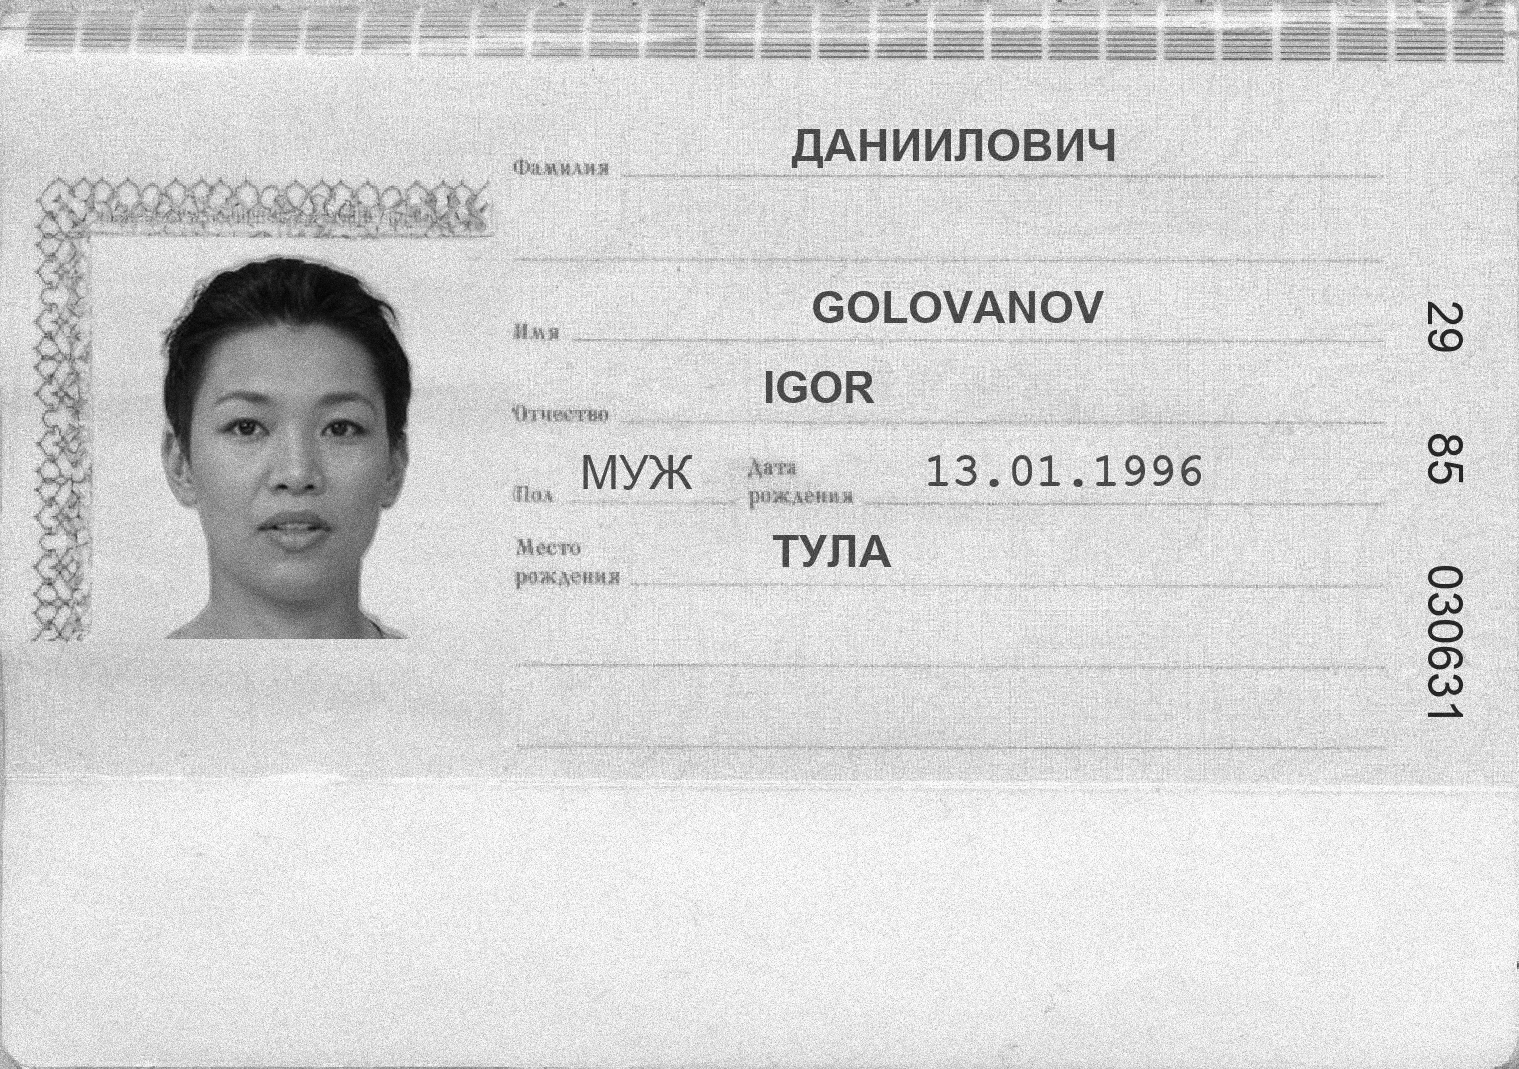 Фамилия ДАНИИЛОВИЧ
Имя GOLOVANOV
Отчество IGOR
Пол МУЖ Дата рождения 13.01.1996
Место рождения ТУЛА
29 85 030631